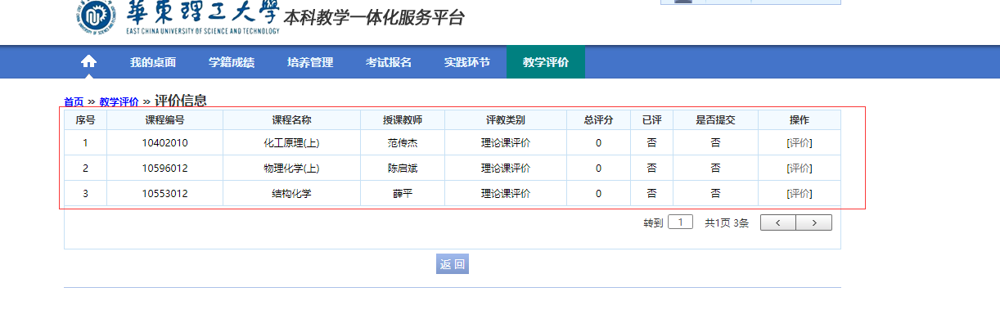 華東理工大學 本科教学一体化服务平台
EAST CHINA UNIVERSITY OF SCIENCE AND TECHNOLOGY
我的桌面 学籍成绩 培养管理 考试报名 实践环节 教学评价
首页 » 教学评价 » 评价信息
序号 课程编号 课程名称 授课教师 评教类别 总评分 已评 是否提交 操作
1 10402010 化工原理(上) 范传杰 理论课评价 0 否 否 [评价]
2 10596012 物理化学(上) 陈启斌 理论课评价 0 否 否 [评价]
3 10553012 结构化学 薛平 理论课评价 0 否 否 [评价]
转到 1 共1页 3条 < >
返 回